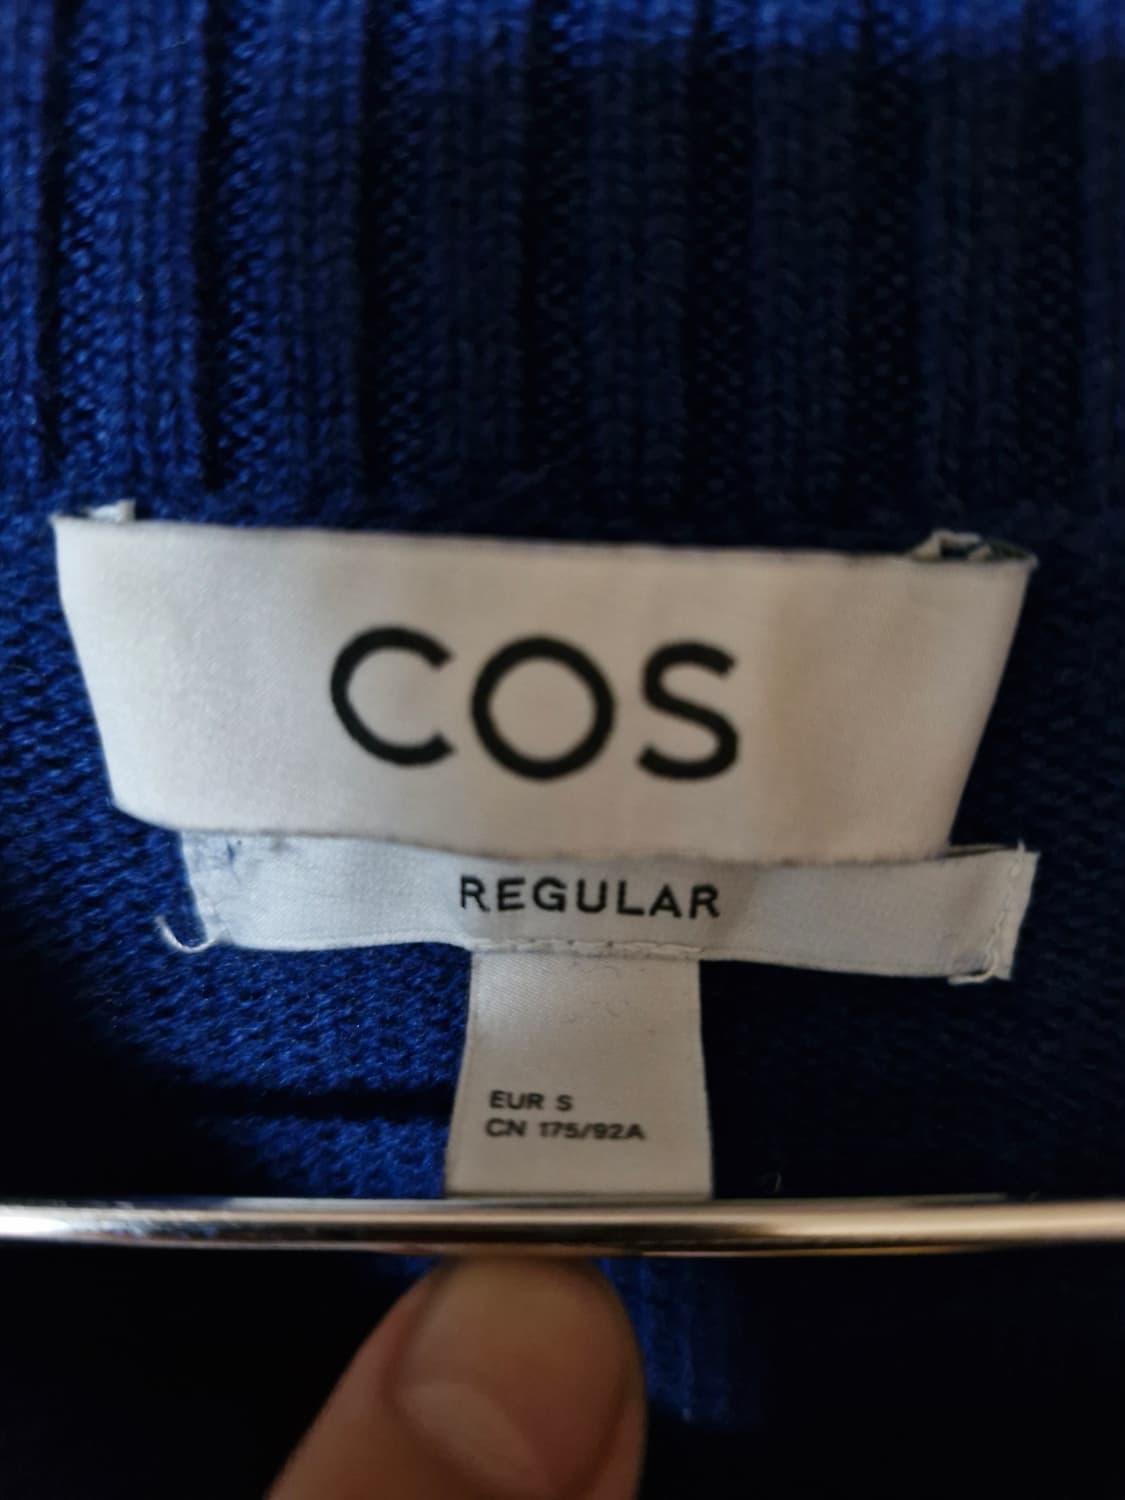 COS
REGULAR
EUR S
CN 175/92A